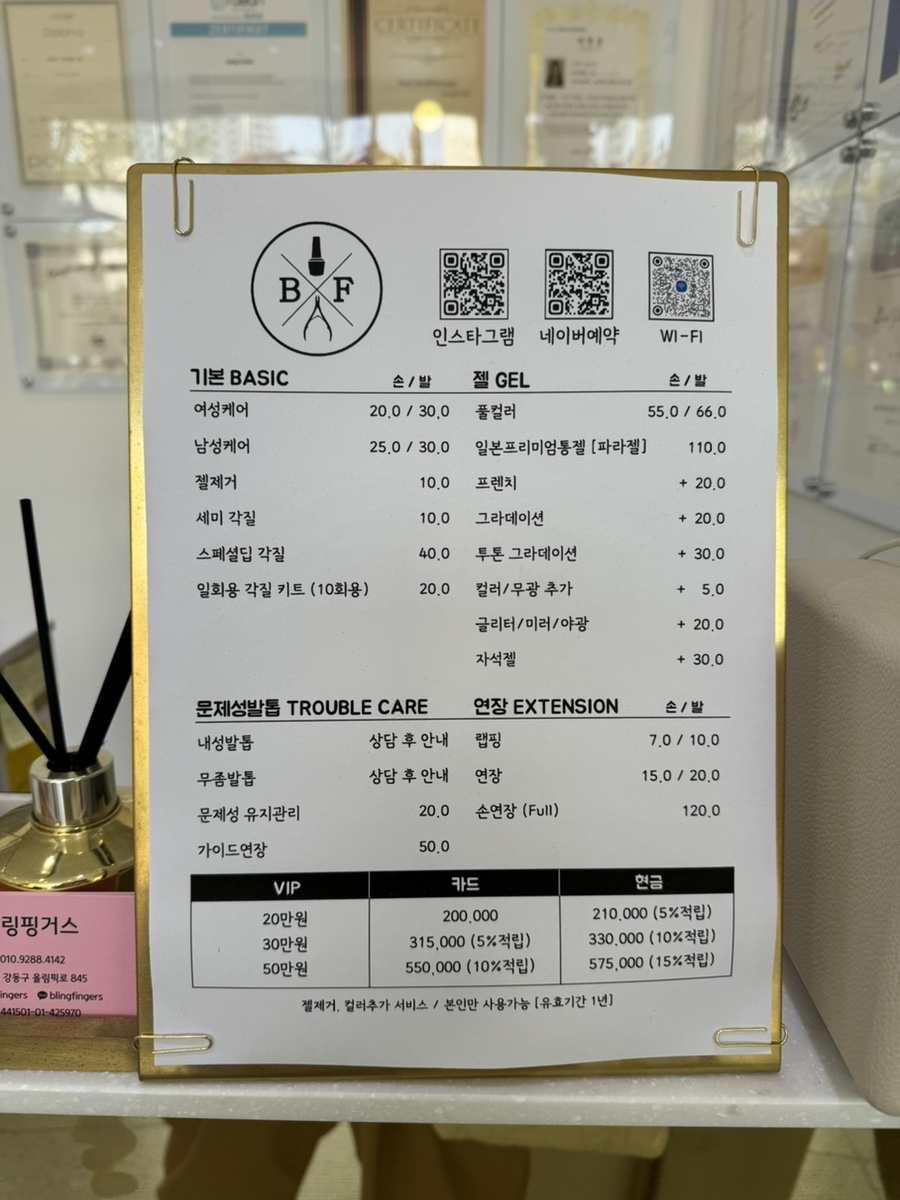 CERTIFICATE
B F
인스타그램 네이버예약 WI-FI
기본 BASIC 손 / 발
여성케어 20.0 / 30.0
남성케어 25.0 / 30.0
젤제거 10.0
세미 각질 10.0
스페셜딥 각질 40.0
일회용 각질 키트 (10회용) 20.0
젤 GEL 손 / 발
풀컬러 55.0 / 66.0
일본프리미엄통젤 [파라젤] 110.0
프렌치 + 20.0
그라데이션 + 20.0
투톤 그라데이션 + 30.0
컬러/무광 추가 + 5.0
글리터/미러/야광 + 20.0
자석젤 + 30.0
문제성발톱 TROUBLE CARE
내성발톱 상담 후 안내
무좀발톱 상담 후 안내
문제성 유지관리 20.0
가이드연장 50.0
연장 EXTENSION 손 / 발
랩핑 7.0 / 10.0
연장 15.0 / 20.0
손연장 (Full) 120.0
VIP 카드 현금
20만원 200,000 210,000 (5%적립)
30만원 315,000 (5%적립) 330,000 (10%적립)
50만원 550,000 (10%적립) 575,000 (15%적립)
젤제거, 컬러추가 서비스 / 본인만 사용가능 [유효기간 1년]
링핑거스
010.9288.4142
강동구 올림픽로 845
ingers blingfingers
441501-01-425970